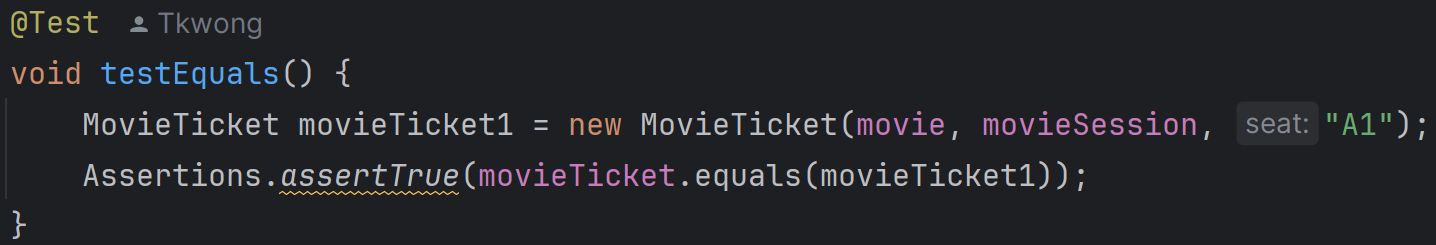 @Test Tkwong
void testEquals() {
    MovieTicket movieTicket1 = new MovieTicket(movie, movieSession, seat: "A1");
    Assertions.assertTrue(movieTicket.equals(movieTicket1));
}